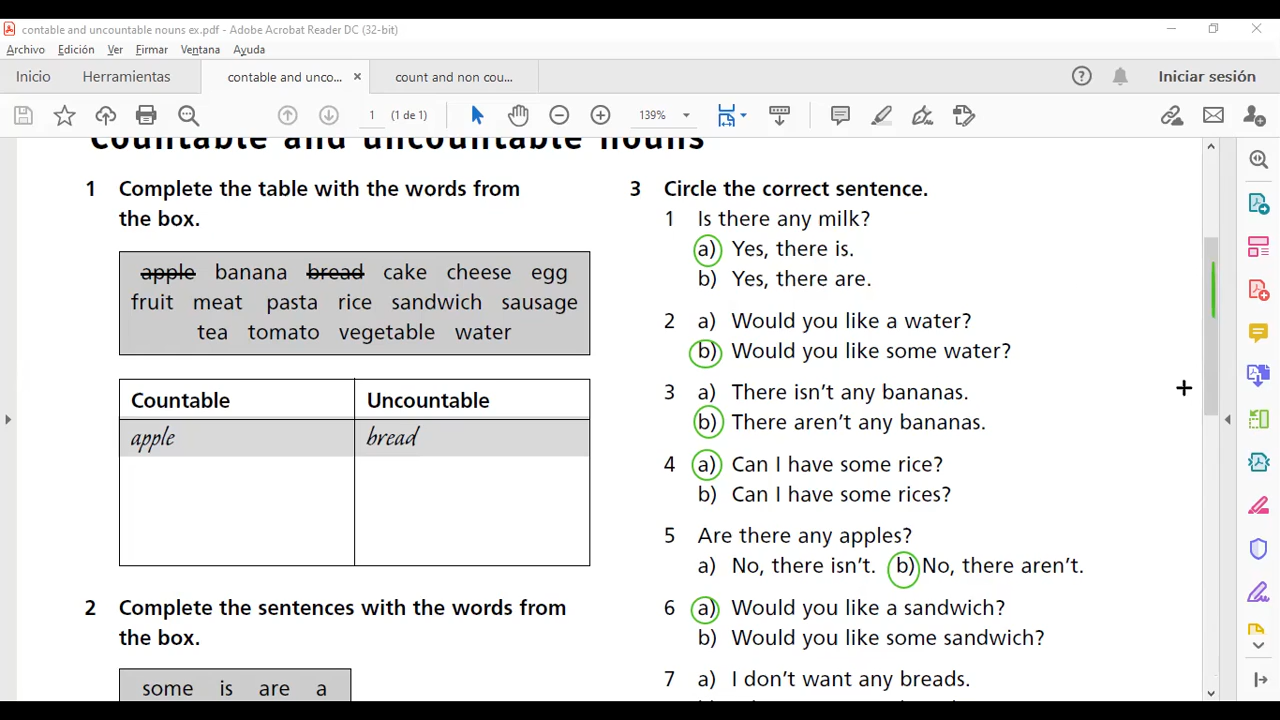 contable and uncountable nouns ex.pdf - Adobe Acrobat Reader DC (32-bit)
Archivo Edición Ver Firmar Ventana Ayuda
Inicio Herramientas contable and unco... × count and non cou... Iniciar sesión
1 (1 de 1) 139%
Countable and uncountable nouns
1 Complete the table with the words from
the box.
apple banana bread cake cheese egg
fruit meat pasta rice sandwich sausage
tea tomato vegetable water
Countable Uncountable
apple bread
2 Complete the sentences with the words from
the box.
some is are a
3 Circle the correct sentence.
1 Is there any milk?
a) Yes, there is.
b) Yes, there are.
2 a) Would you like a water?
b) Would you like some water?
3 a) There isn't any bananas.
b) There aren't any bananas.
4 a) Can I have some rice?
b) Can I have some rices?
5 Are there any apples?
a) No, there isn't. b) No, there aren't.
6 a) Would you like a sandwich?
b) Would you like some sandwich?
7 a) I don't want any breads.